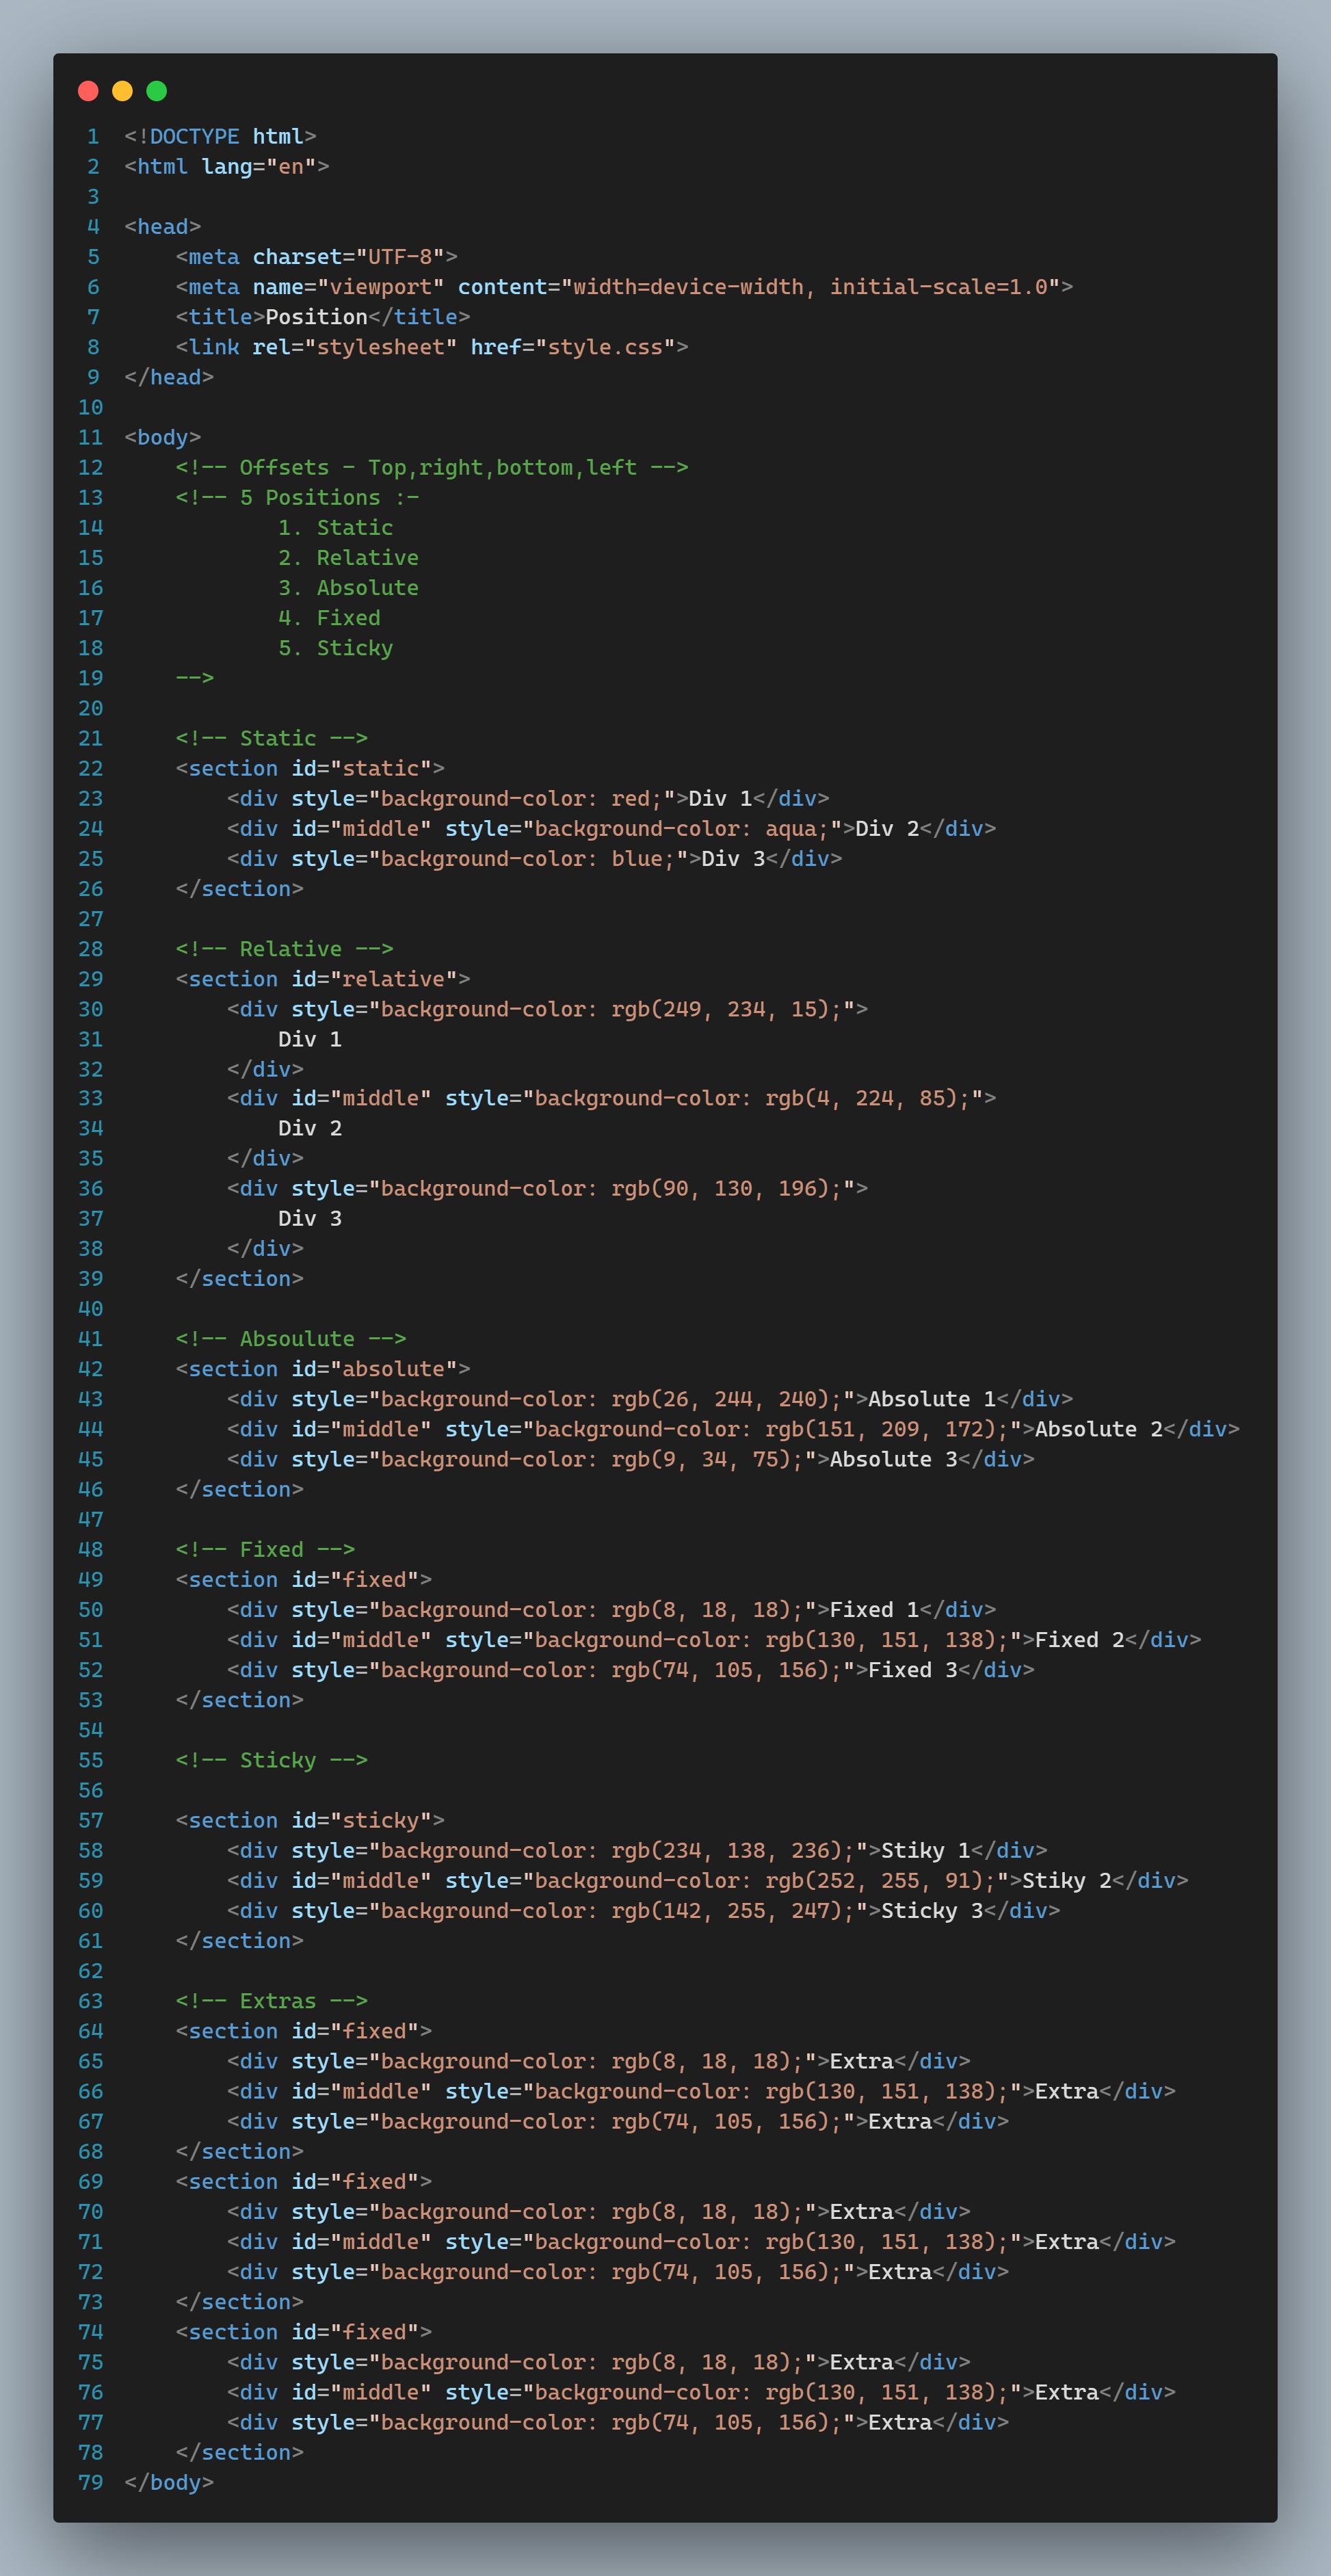 1 <!DOCTYPE html>
2 <html lang="en">
3
4 <head>
5     <meta charset="UTF-8">
6     <meta name="viewport" content="width=device-width, initial-scale=1.0">
7     <title>Position</title>
8     <link rel="stylesheet" href="style.css">
9 </head>
10
11 <body>
12     <!-- Offsets - Top,right,bottom,left -->
13     <!-- 5 Positions :-
14             1. Static
15             2. Relative
16             3. Absolute
17             4. Fixed
18             5. Sticky
19     -->
20
21     <!-- Static -->
22     <section id="static">
23         <div style="background-color: red;">Div 1</div>
24         <div id="middle" style="background-color: aqua;">Div 2</div>
25         <div style="background-color: blue;">Div 3</div>
26     </section>
27
28     <!-- Relative -->
29     <section id="relative">
30         <div style="background-color: rgb(249, 234, 15);">
31             Div 1
32         </div>
33         <div id="middle" style="background-color: rgb(4, 224, 85);">
34             Div 2
35         </div>
36         <div style="background-color: rgb(90, 130, 196);">
37             Div 3
38         </div>
39     </section>
40
41     <!-- Absoulute -->
42     <section id="absolute">
43         <div style="background-color: rgb(26, 244, 240);">Absolute 1</div>
44         <div id="middle" style="background-color: rgb(151, 209, 172);">Absolute 2</div>
45         <div style="background-color: rgb(9, 34, 75);">Absolute 3</div>
46     </section>
47
48     <!-- Fixed -->
49     <section id="fixed">
50         <div style="background-color: rgb(8, 18, 18);">Fixed 1</div>
51         <div id="middle" style="background-color: rgb(130, 151, 138);">Fixed 2</div>
52         <div style="background-color: rgb(74, 105, 156);">Fixed 3</div>
53     </section>
54
55     <!-- Sticky -->
56
57     <section id="sticky">
58         <div style="background-color: rgb(234, 138, 236);">Stiky 1</div>
59         <div id="middle" style="background-color: rgb(252, 255, 91);">Stiky 2</div>
60         <div style="background-color: rgb(142, 255, 247);">Sticky 3</div>
61     </section>
62
63     <!-- Extras -->
64     <section id="fixed">
65         <div style="background-color: rgb(8, 18, 18);">Extra</div>
66         <div id="middle" style="background-color: rgb(130, 151, 138);">Extra</div>
67         <div style="background-color: rgb(74, 105, 156);">Extra</div>
68     </section>
69     <section id="fixed">
70         <div style="background-color: rgb(8, 18, 18);">Extra</div>
71         <div id="middle" style="background-color: rgb(130, 151, 138);">Extra</div>
72         <div style="background-color: rgb(74, 105, 156);">Extra</div>
73     </section>
74     <section id="fixed">
75         <div style="background-color: rgb(8, 18, 18);">Extra</div>
76         <div id="middle" style="background-color: rgb(130, 151, 138);">Extra</div>
77         <div style="background-color: rgb(74, 105, 156);">Extra</div>
78     </section>
79 </body>